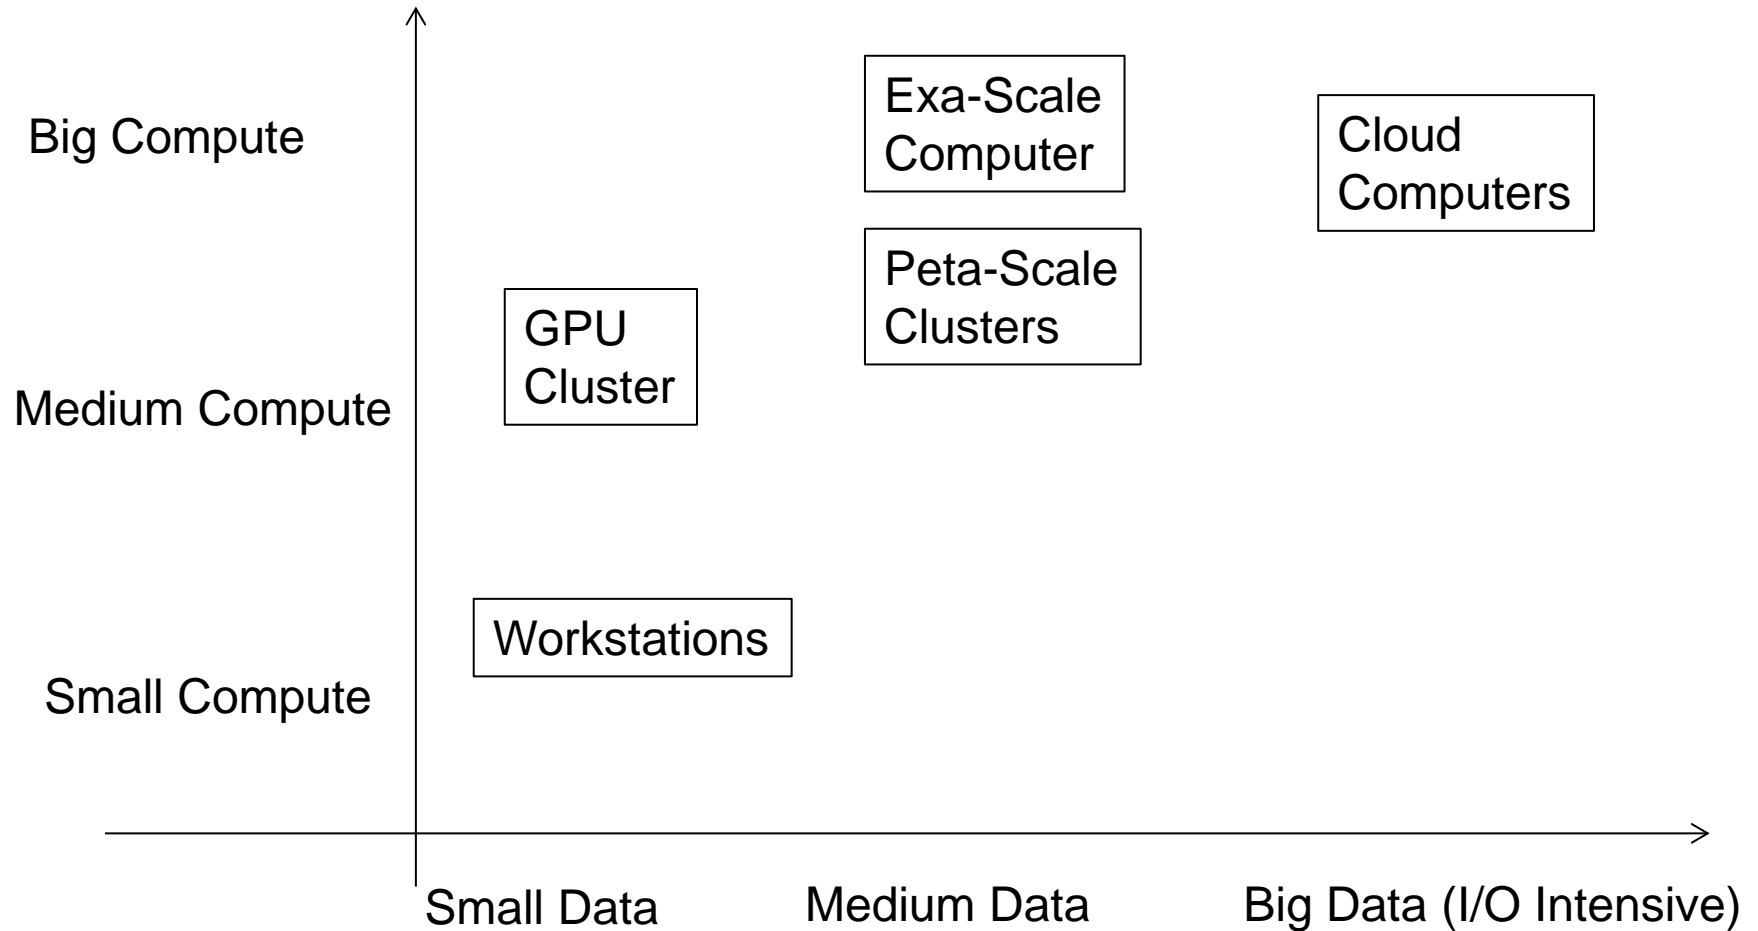 Big Compute
Exa-Scale
Computer
Cloud
Computers
Peta-Scale
Clusters
GPU
Cluster
Medium Compute
Workstations
Small Compute
Small Data
Medium Data
Big Data (I/O Intensive)